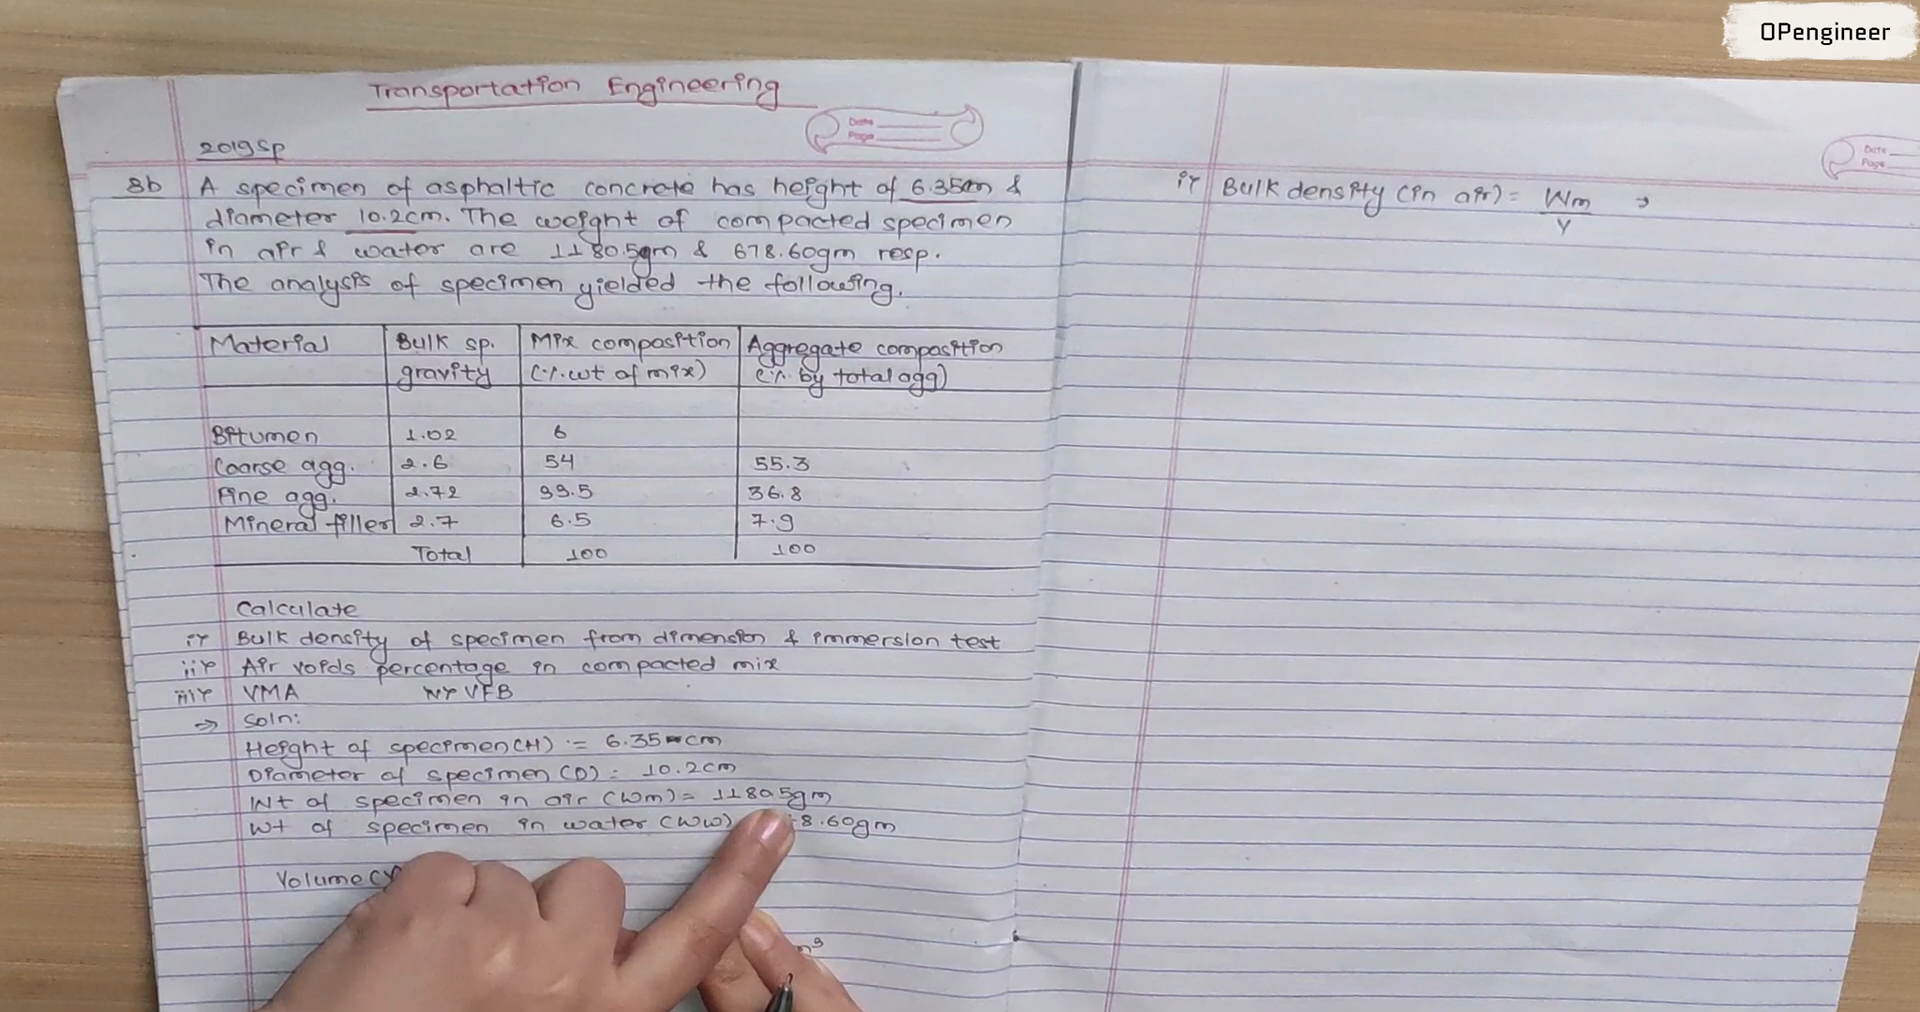 OPengineer
Transportation Engineering
Date
Page
2019 sp
8b A specimen of asphaltic concrete has height of 6.35cm &
diameter 10.2cm. The weight of compacted specimen
in air & water are 1180.5gm & 678.60gm resp.
The analysis of specimen yielded the following.
Material Bulk sp. gravity Mix composition (% wt of mix) Aggregate composition (% by total agg)
Bitumen 1.02 6
Coarse agg. 2.6 54 55.3
Fine agg. 2.72 33.5 36.8
Mineral filler 2.7 6.5 7.9
Total 100 100
Calculate
i) Bulk density of specimen from dimension & immersion test
ii) Air voids percentage in compacted mix
iii) VMA iv) VFB
⇒ Soln:
Height of specimen (H) = 6.35 cm
Diameter of specimen (D) = 10.2cm
Wt of specimen in air (Wm) = 1180.5gm
Wt of specimen in water (Ww) 8.60gm
Volume (V
Date
Page
i) Bulk density (in air) = Wm
V